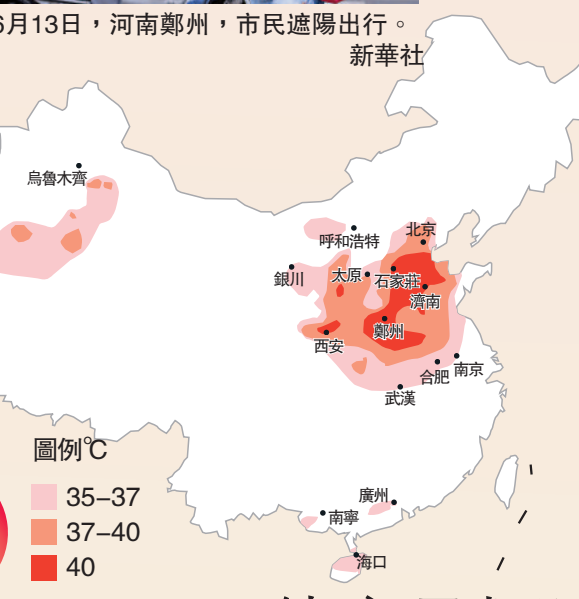 6月13日，河南鄭州，市民遮陽出行。
新華社
烏魯木齊
呼和浩特
北京
銀川
太原
石家莊
濟南
鄭州
西安
合肥
南京
武漢
圖例℃
35–37
37–40
40
廣州
南寧
海口